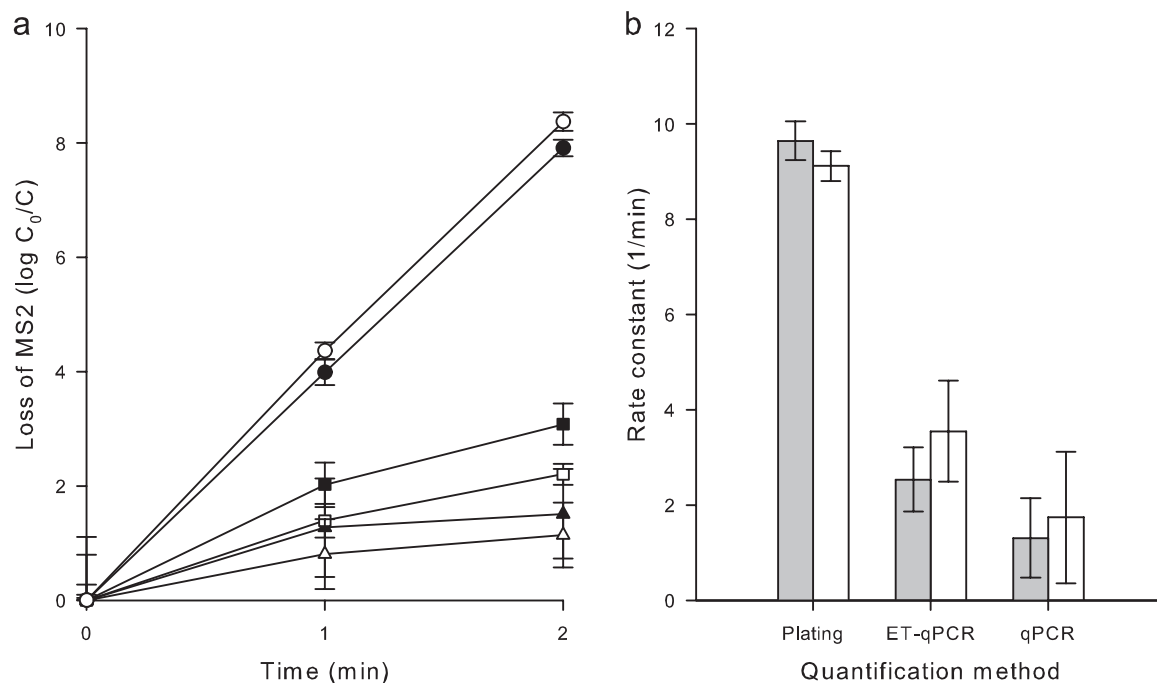 a
10
8
6
4
2
0
Loss of MS2 (log C0/C)
0 1 2
Time (min)
b
12
10
8
6
4
2
0
Rate constant (1/min)
Plating ET-qPCR qPCR
Quantification method